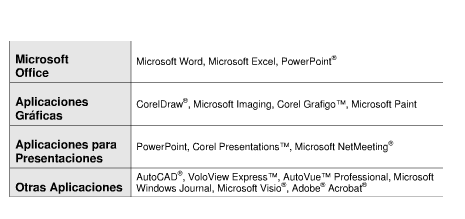 Microsoft
Office
Microsoft Word, Microsoft Excel, PowerPoint®
Aplicaciones
Gráficas
CorelDraw®, Microsoft Imaging, Corel Grafigo™, Microsoft Paint
Aplicaciones para
Presentaciones
PowerPoint, Corel Presentations™, Microsoft NetMeeting®
Otras Aplicaciones
AutoCAD®, VoloView Express™, AutoVue™ Professional, Microsoft
Windows Journal, Microsoft Visio®, Adobe® Acrobat®